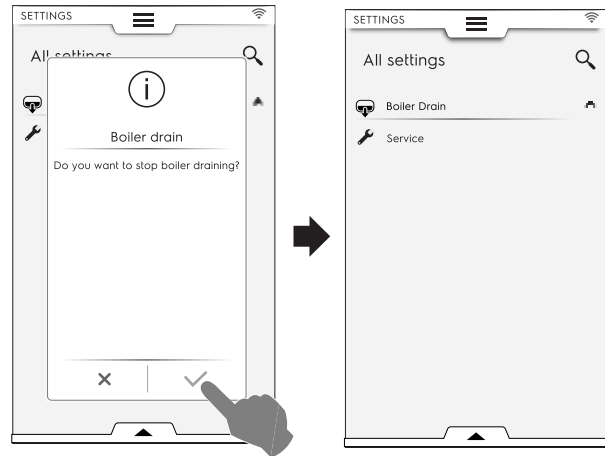 SETTINGS
All settings
i
Boiler drain
Do you want to stop boiler draining?
SETTINGS
All settings
Boiler Drain
Service